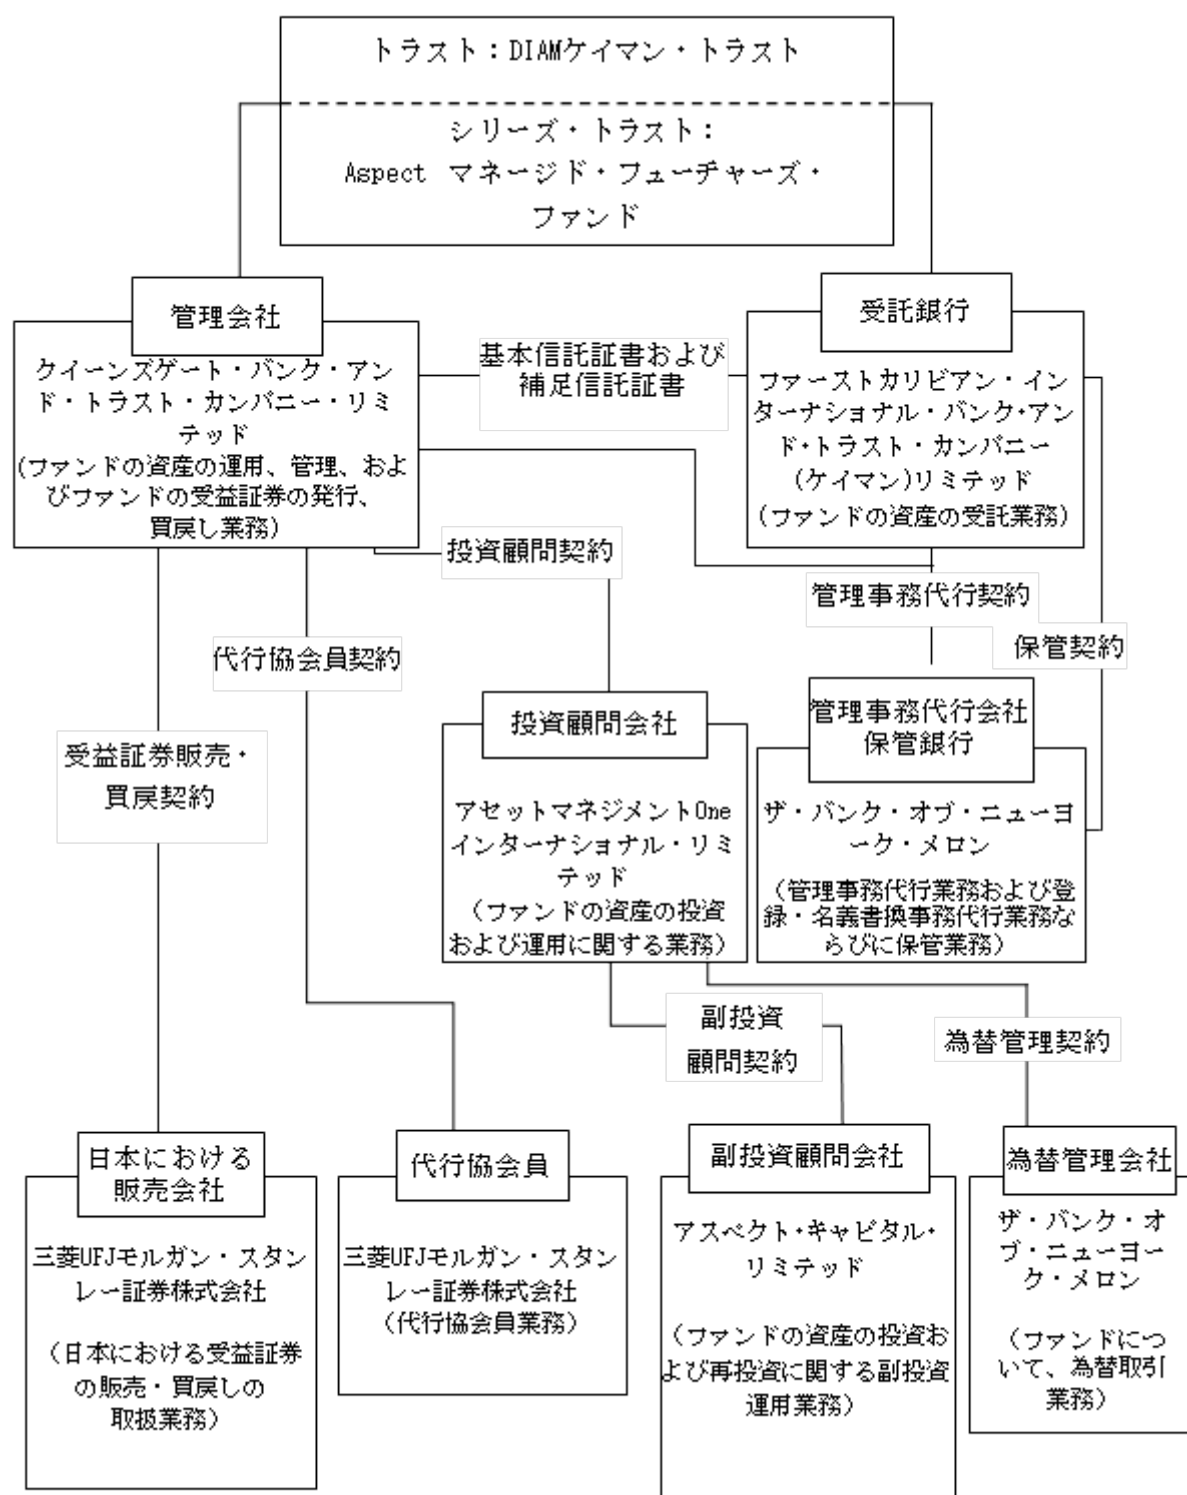 トラスト：DIAMケイマン・トラスト
シリーズ・トラスト：
Aspect マネージド・フューチャーズ・
ファンド
管理会社
クイーンズゲート・バンク・アン
ド・トラスト・カンパニー・リミ
テッド
(ファンドの資産の運用、管理、およ
びファンドの受益証券の発行、
買戻し業務)
基本信託証書および
補足信託証書
受託銀行
ファーストカリビアン・イン
ターナショナル・バンク・アン
ド・トラスト・カンパニー
(ケイマン)リミテッド
(ファンドの資産の受託業務)
投資顧問契約
管理事務代行契約
保管契約
代行協会員契約
受益証券販売・
買戻契約
投資顧問会社
アセットマネジメントOne
インターナショナル・リミ
テッド
（ファンドの資産の投資
および運用に関する業務）
管理事務代行会社
保管銀行
ザ・バンク・オブ・ニューヨ
ーク・メロン
（管理事務代行業務および登
録・名義書換事務代行業務な
らびに保管業務）
副投資
顧問契約
為替管理契約
日本における
販売会社
三菱UFJモルガン・スタン
レー証券株式会社
（日本における受益証券
の販売・買戻しの
取扱業務）
代行協会員
三菱UFJモルガン・スタン
レー証券株式会社
（代行協会員業務）
副投資顧問会社
アスペクト・キャピタル・
リミテッド
（ファンドの資産の投資お
よび再投資に関する副投資
運用業務）
為替管理会社
ザ・バンク・オ
ブ・ニューヨー
ク・メロン
（ファンドにつ
いて、為替取引
業務）